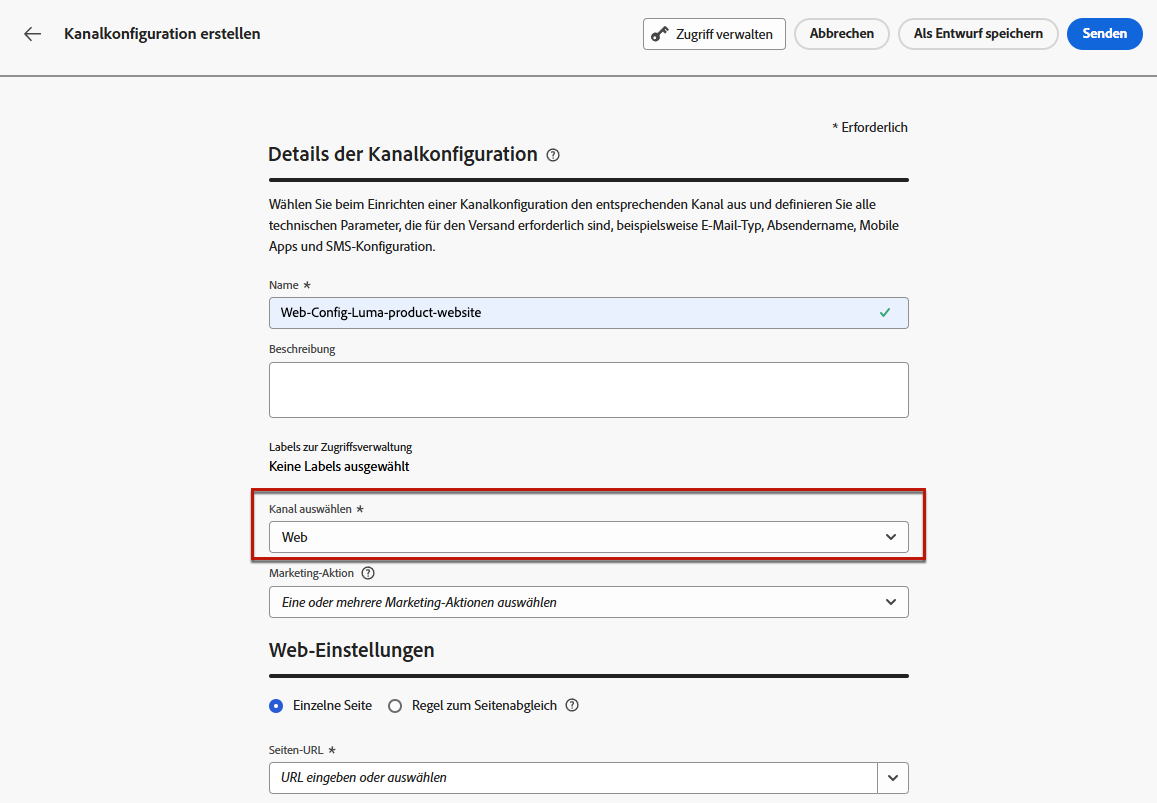 Kanalkonfiguration erstellen
Zugriff verwalten
Abbrechen
Als Entwurf speichern
Senden
* Erforderlich
Details der Kanalkonfiguration
Wählen Sie beim Einrichten einer Kanalkonfiguration den entsprechenden Kanal aus und definieren Sie alle
technischen Parameter, die für den Versand erforderlich sind, beispielsweise E-Mail-Typ, Absendername, Mobile
Apps und SMS-Konfiguration.
Name *
Web-Config-Luma-product-website
Beschreibung
Labels zur Zugriffsverwaltung
Keine Labels ausgewählt
Kanal auswählen *
Web
Marketing-Aktion
Eine oder mehrere Marketing-Aktionen auswählen
Web-Einstellungen
Einzelne Seite
Regel zum Seitenabgleich
Seiten-URL *
URL eingeben oder auswählen